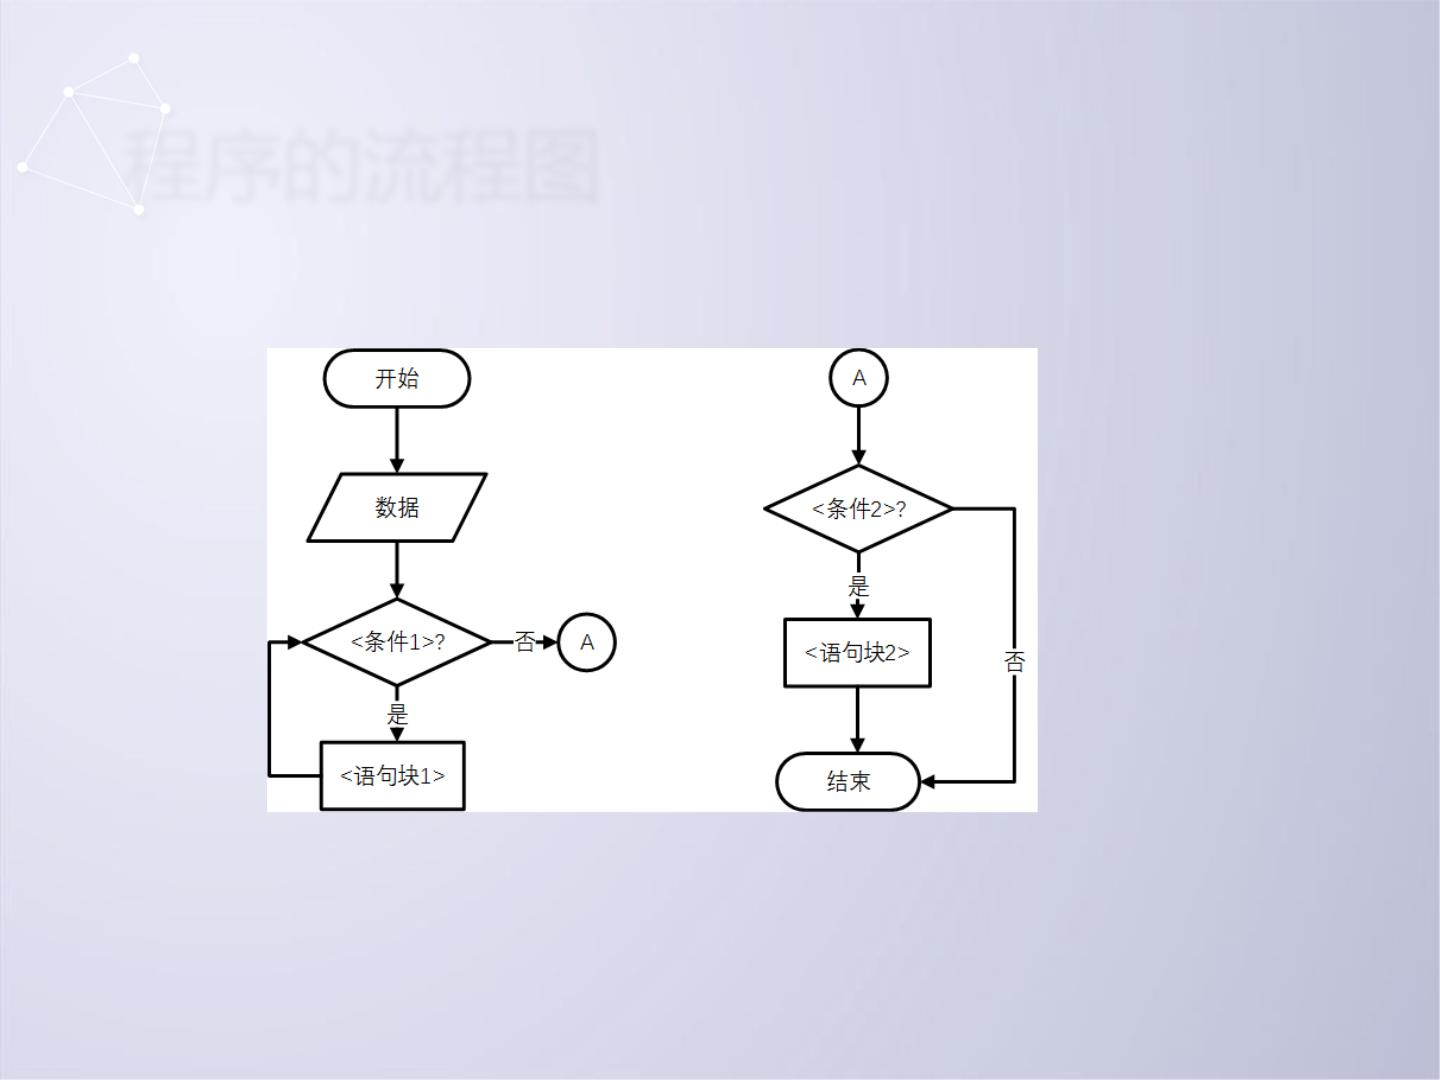 程序的流程图
开始
数据
<条件1>?
否
A
是
<语句块1>
A
<条件2>?
是
<语句块2>
否
结束